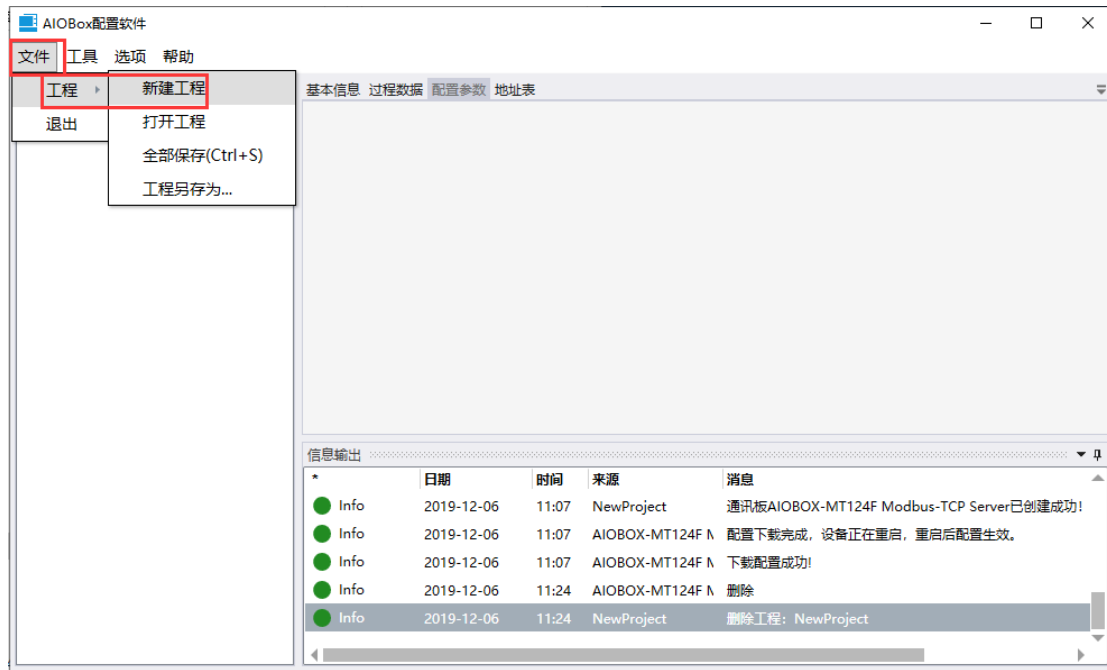 AIOBox配置软件
文件 工具 选项 帮助
工程 新建工程
退出 打开工程
全部保存(Ctrl+S)
工程另存为...
基本信息 过程数据 配置参数 地址表
信息输出
* 日期 时间 来源 消息
Info 2019-12-06 11:07 NewProject 通讯板AIOBOX-MT124F Modbus-TCP Server已创建成功!
Info 2019-12-06 11:07 AIOBOX-MT124F 配置下载完成，设备正在重启，重启后配置生效。
Info 2019-12-06 11:07 AIOBOX-MT124F 下载配置成功!
Info 2019-12-06 11:24 AIOBOX-MT124F 删除
Info 2019-12-06 11:24 NewProject 删除工程：NewProject